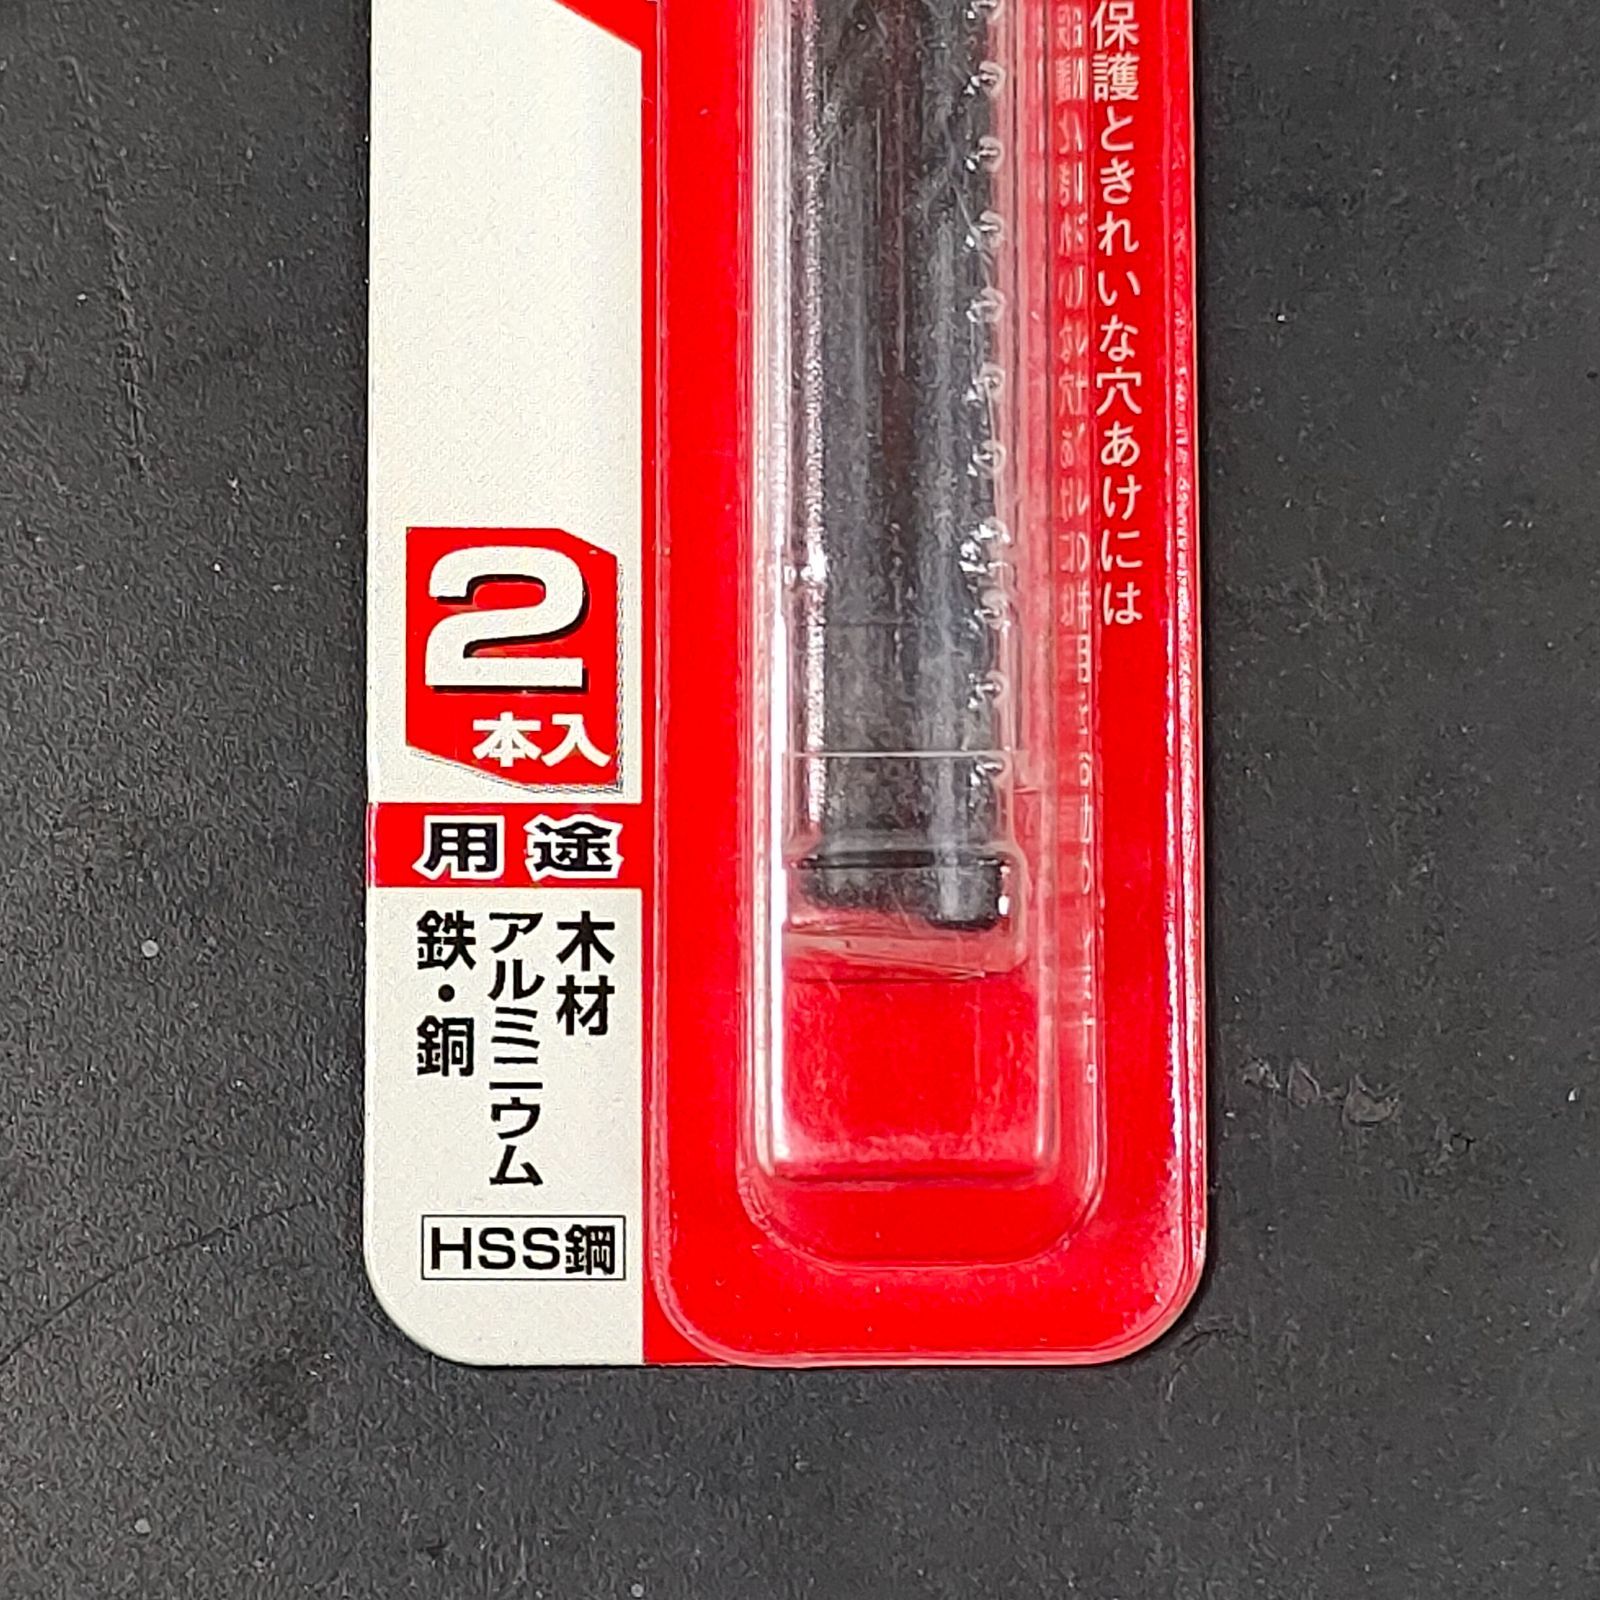 保護ときれいな穴あけには
2
本入
用途
木材
アルミニウム
鉄・銅
HSS鋼